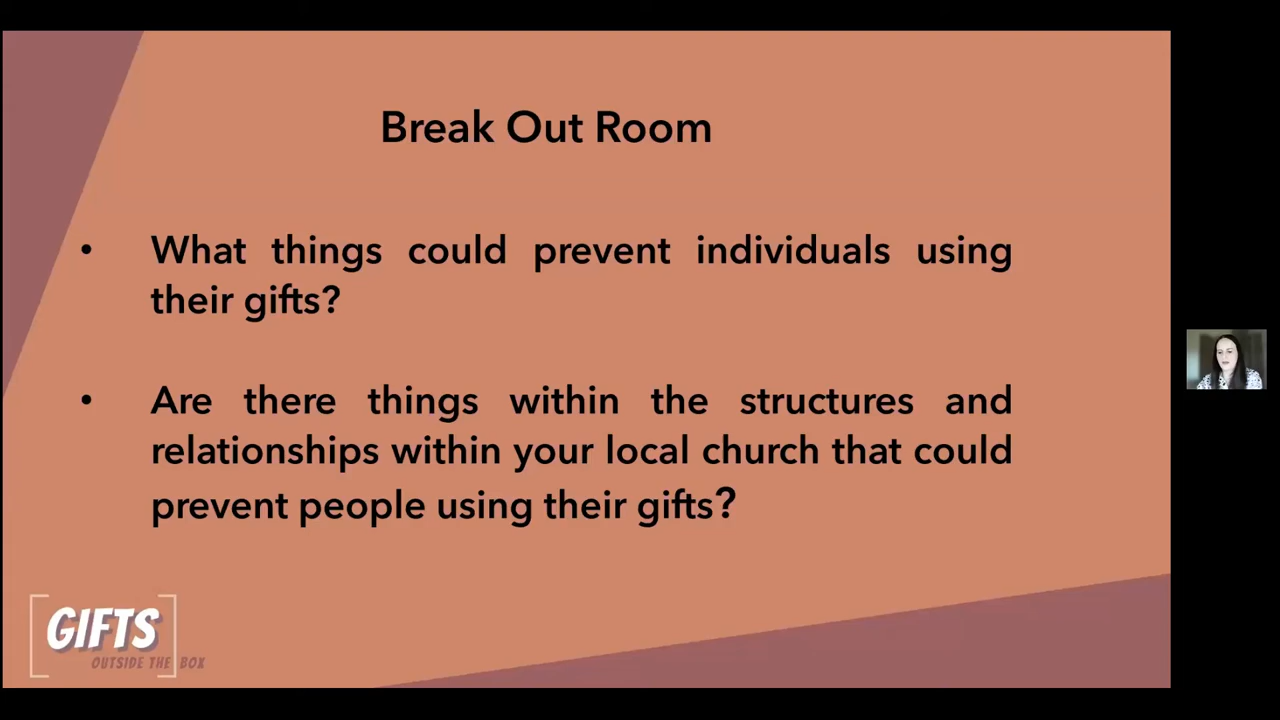 Break Out Room
• What things could prevent individuals using
their gifts?
• Are there things within the structures and
relationships within your local church that could
prevent people using their gifts?
GIFTS
OUTSIDE THE BOX